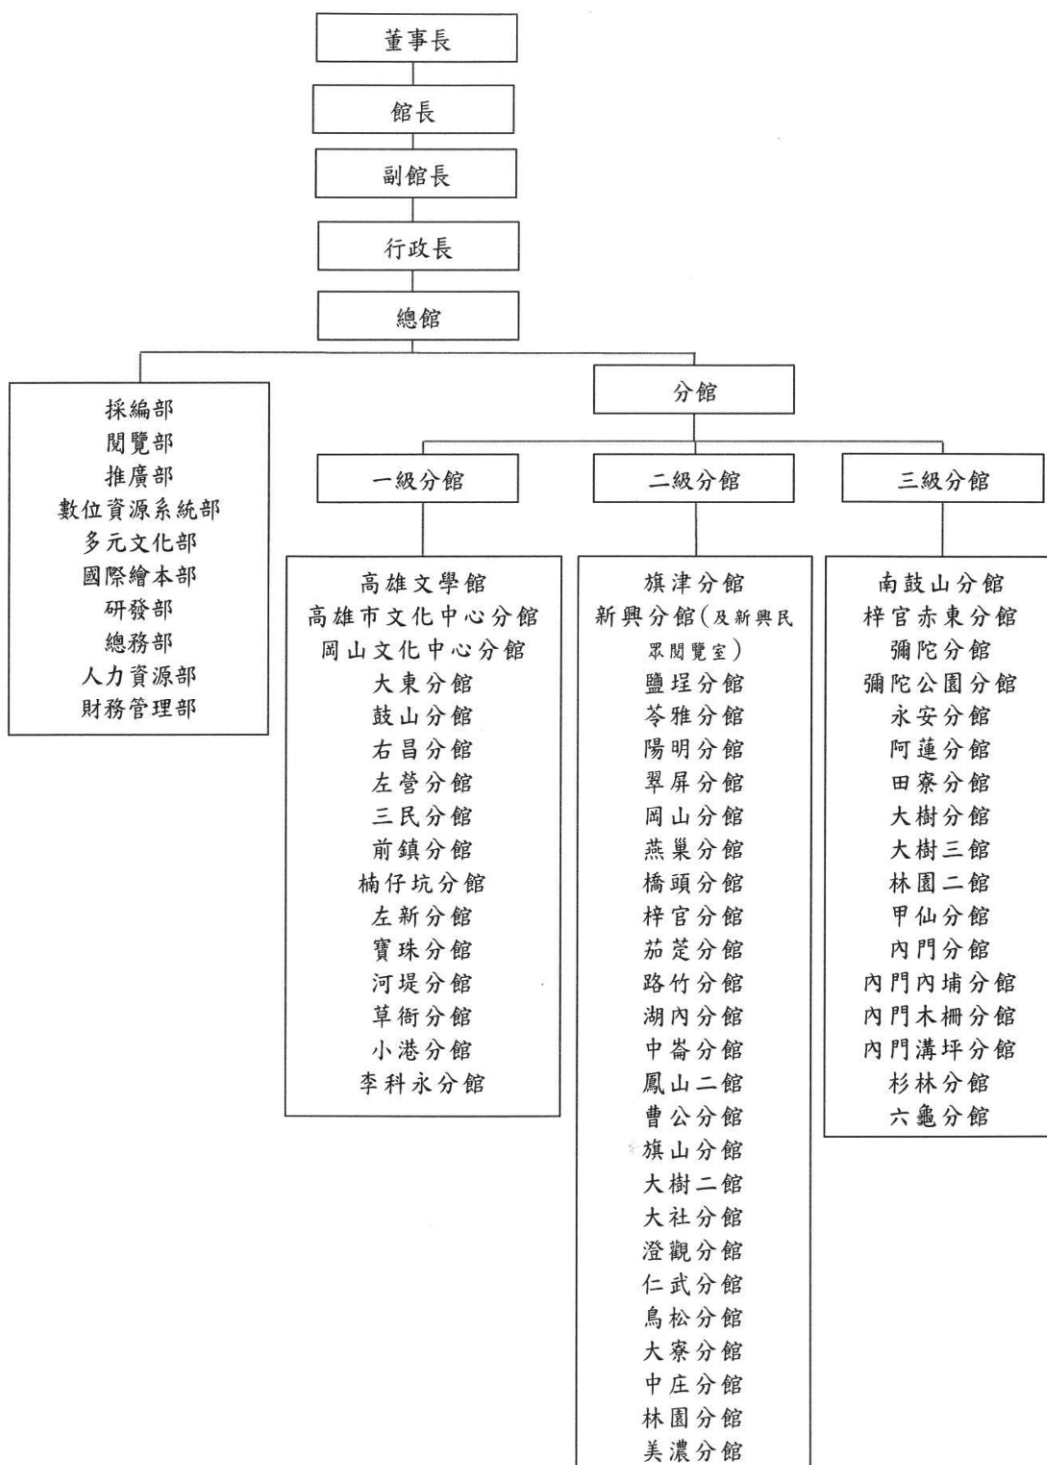 董事長
館長
副館長
行政長
總館
採編部
閱覽部
推廣部
數位資源系統部
多元文化部
國際繪本部
研發部
總務部
人力資源部
財務管理部
分館
一級分館
二級分館
三級分館
高雄文學館
高雄市文化中心分館
岡山文化中心分館
大東分館
鼓山分館
右昌分館
左營分館
三民分館
前鎮分館
楠仔坑分館
左新分館
寶珠分館
河堤分館
草衙分館
小港分館
李科永分館
旗津分館
新興分館(及新興民
眾閱覽室)
鹽埕分館
苓雅分館
陽明分館
翠屏分館
岡山分館
燕巢分館
橋頭分館
梓官分館
茄萣分館
路竹分館
湖內分館
中崙分館
鳳山二館
曹公分館
旗山分館
大樹二館
大社分館
澄觀分館
仁武分館
鳥松分館
大寮分館
中庄分館
林園分館
美濃分館
南鼓山分館
梓官赤東分館
彌陀分館
彌陀公園分館
永安分館
阿蓮分館
田寮分館
大樹分館
大樹三館
林園二館
甲仙分館
內門分館
內門內埔分館
內門木柵分館
內門溝坪分館
杉林分館
六龜分館